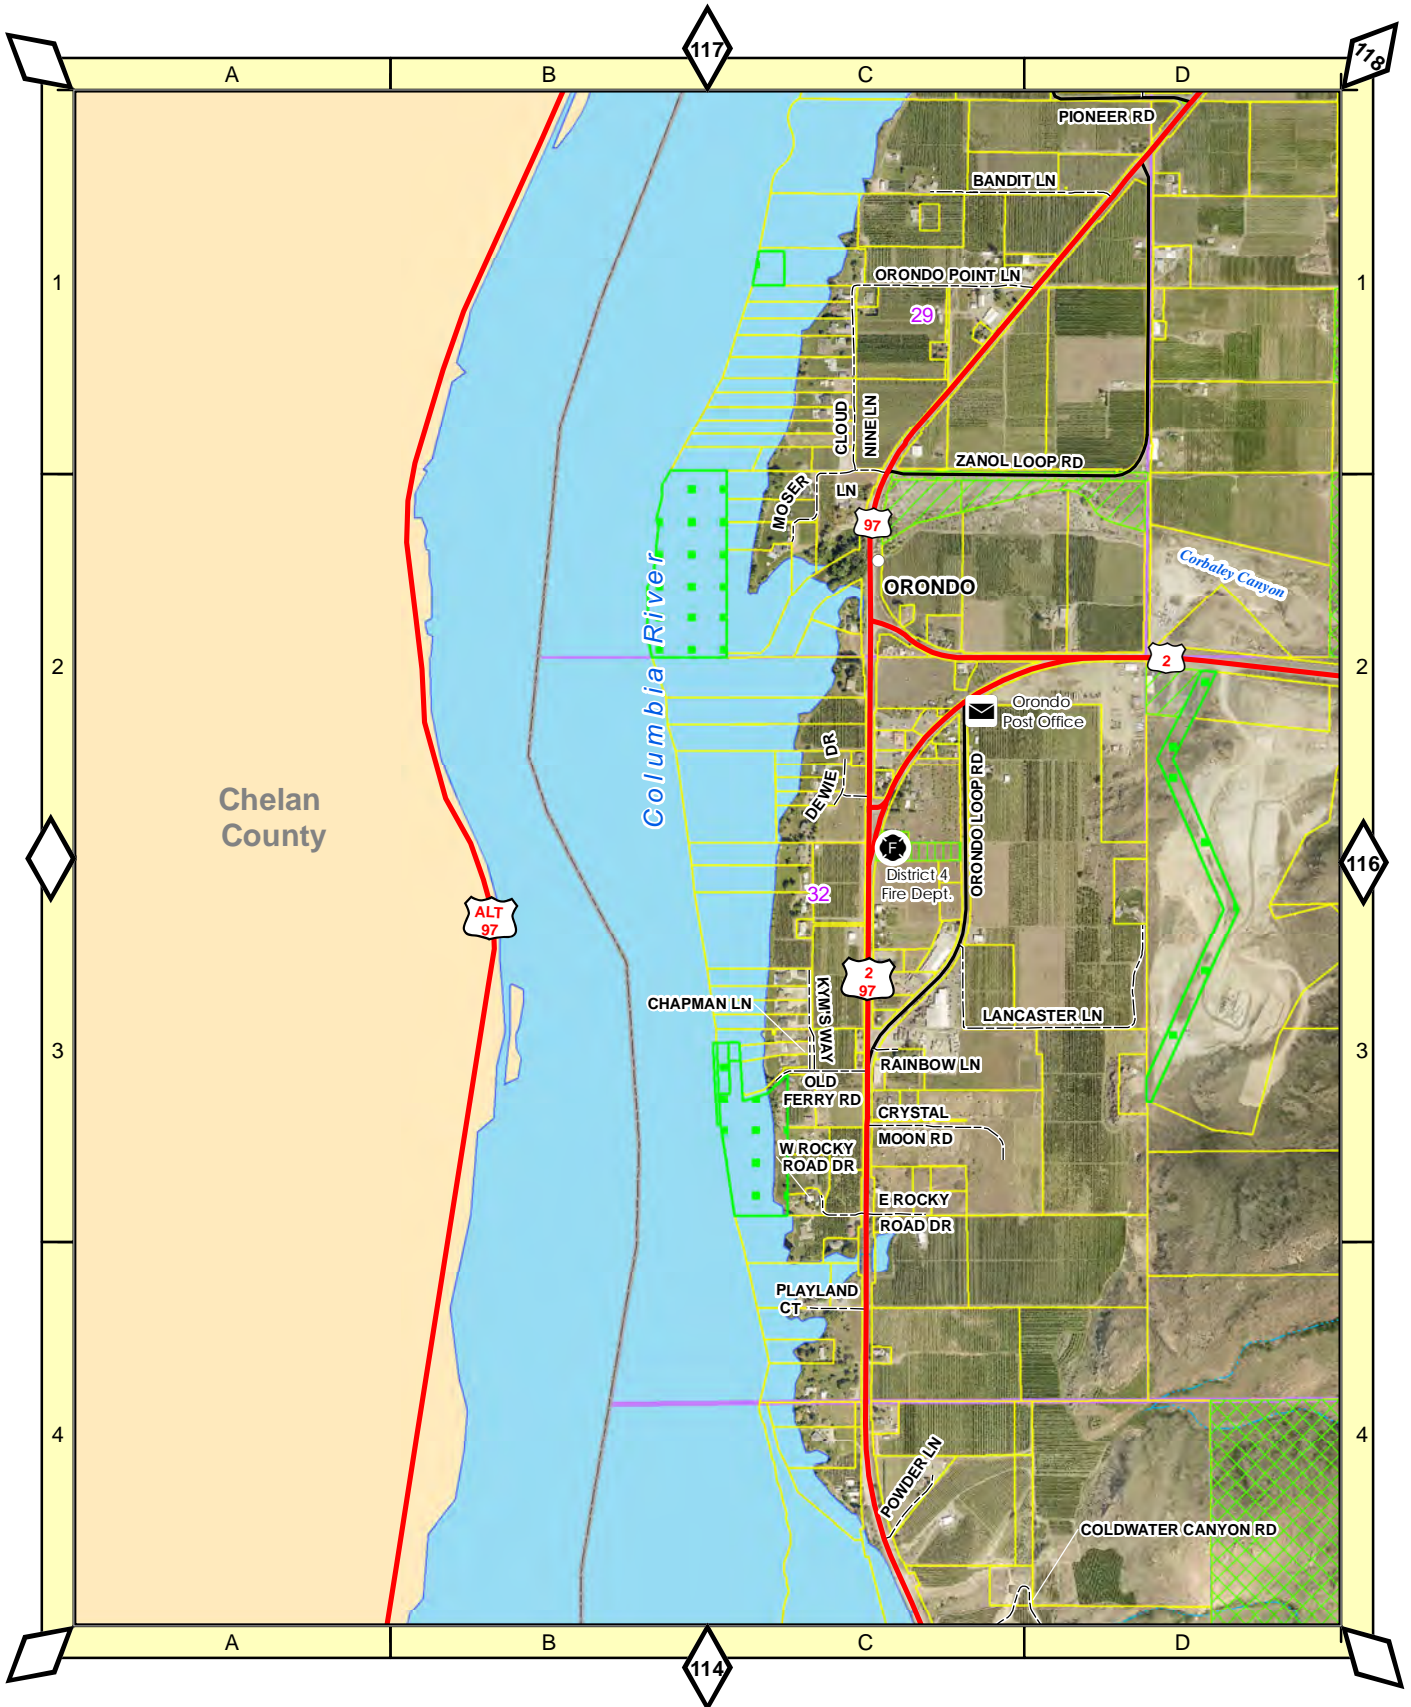 117
118
A
B
C
D
PIONEER RD
BANDIT LN
1
ORONDO POINT LN
1
29
CLOUD
NINE LN
ZANOL LOOP RD
MOSER
LN
97
Corbaley Canyon
ORONDO
Columbia River
2
2
2
Orondo
Post Office
DEWIE DR
ORONDO LOOP RD
Chelan
County
F
District 4
Fire Dept.
116
32
ALT
97
2
97
CHAPMAN LN
KYM'S WAY
LANCASTER LN
3
3
RAINBOW LN
OLD
FERRY RD
CRYSTAL
MOON RD
W ROCKY
ROAD DR
E ROCKY
ROAD DR
PLAYLAND
CT
4
4
POWDER LN
COLDWATER CANYON RD
A
B
C
D
114